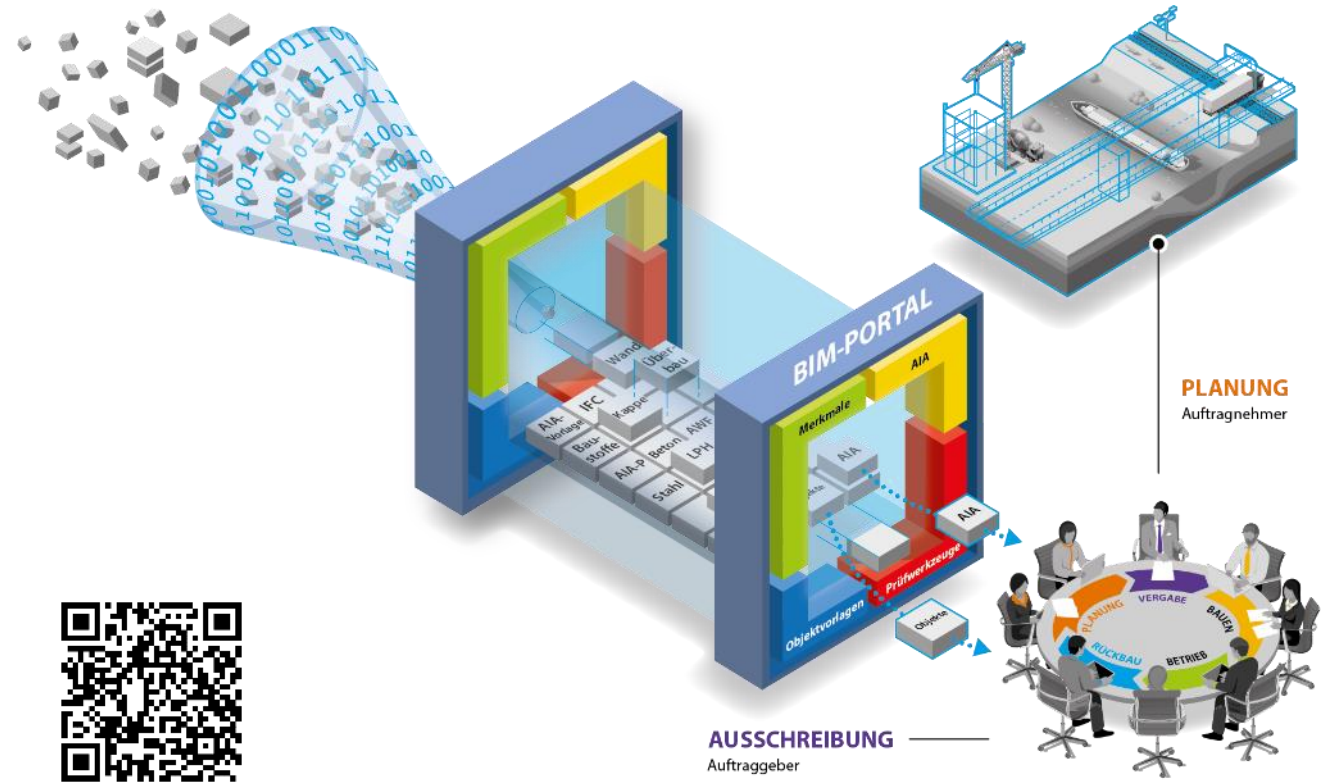 BIM-PORTAL
Merkmale
AIA
Prüfwerkzeuge
Objektvorlagen
Wand
Über-
bau
IFC
Kappe
AIA-
Vorlage
Bau-
stoffe
Beton
AWF
AIA-P
LPH
Stahl
AIA
AIA
Objekte
PLANUNG
Auftragnehmer
PLANUNG
VERGABE
BAUEN
BETRIEB
RÜCKBAU
AUSSCHREIBUNG
Auftraggeber